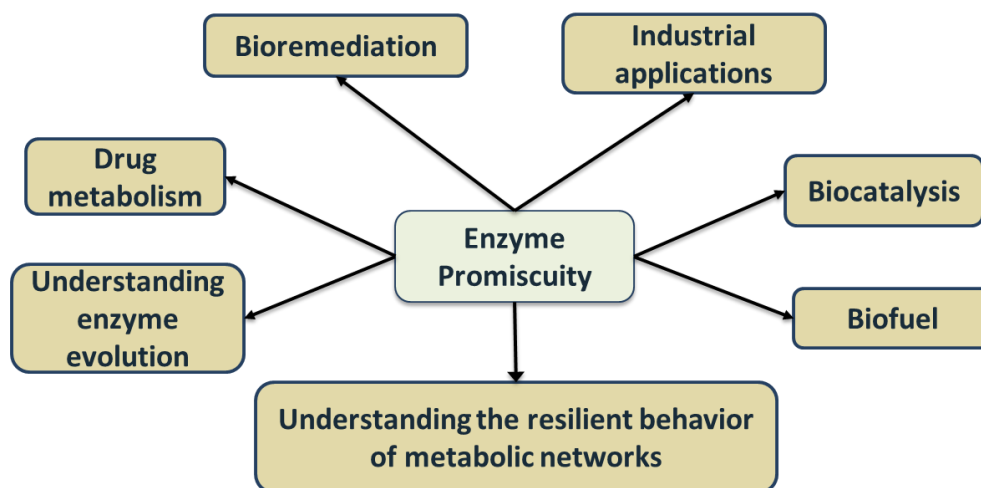 Bioremediation
Industrial
applications
Drug
metabolism
Biocatalysis
Enzyme
Promiscuity
Understanding
enzyme
evolution
Biofuel
Understanding the resilient behavior
of metabolic networks